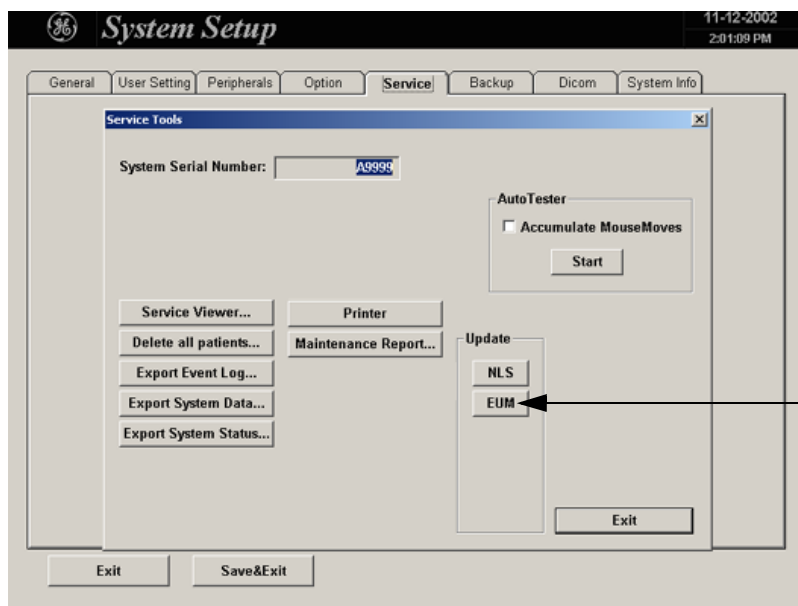 System Setup
11-12-2002
2:01:09 PM
General User Setting Peripherals Option Service Backup Dicom System Info
Service Tools
System Serial Number: A9999
AutoTester
Accumulate MouseMoves
Start
Service Viewer... Printer
Delete all patients... Maintenance Report...
Export Event Log...
Export System Data...
Export System Status...
Update
NLS
EUM
Exit
Exit Save&Exit